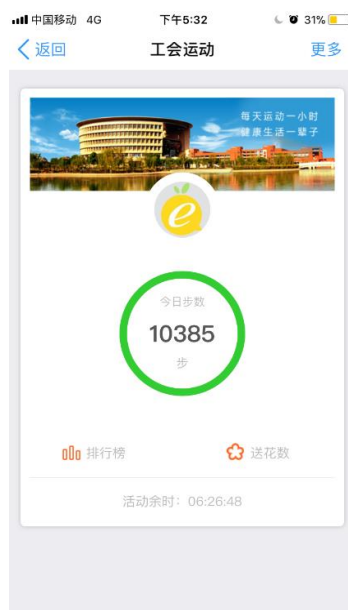 中国移动 4G 下午5:32 31%
返回 工会运动 更多
每天运动一小时
健康生活一辈子
e
今日步数
10385
步
排行榜 送花数
活动余时：06:26:48